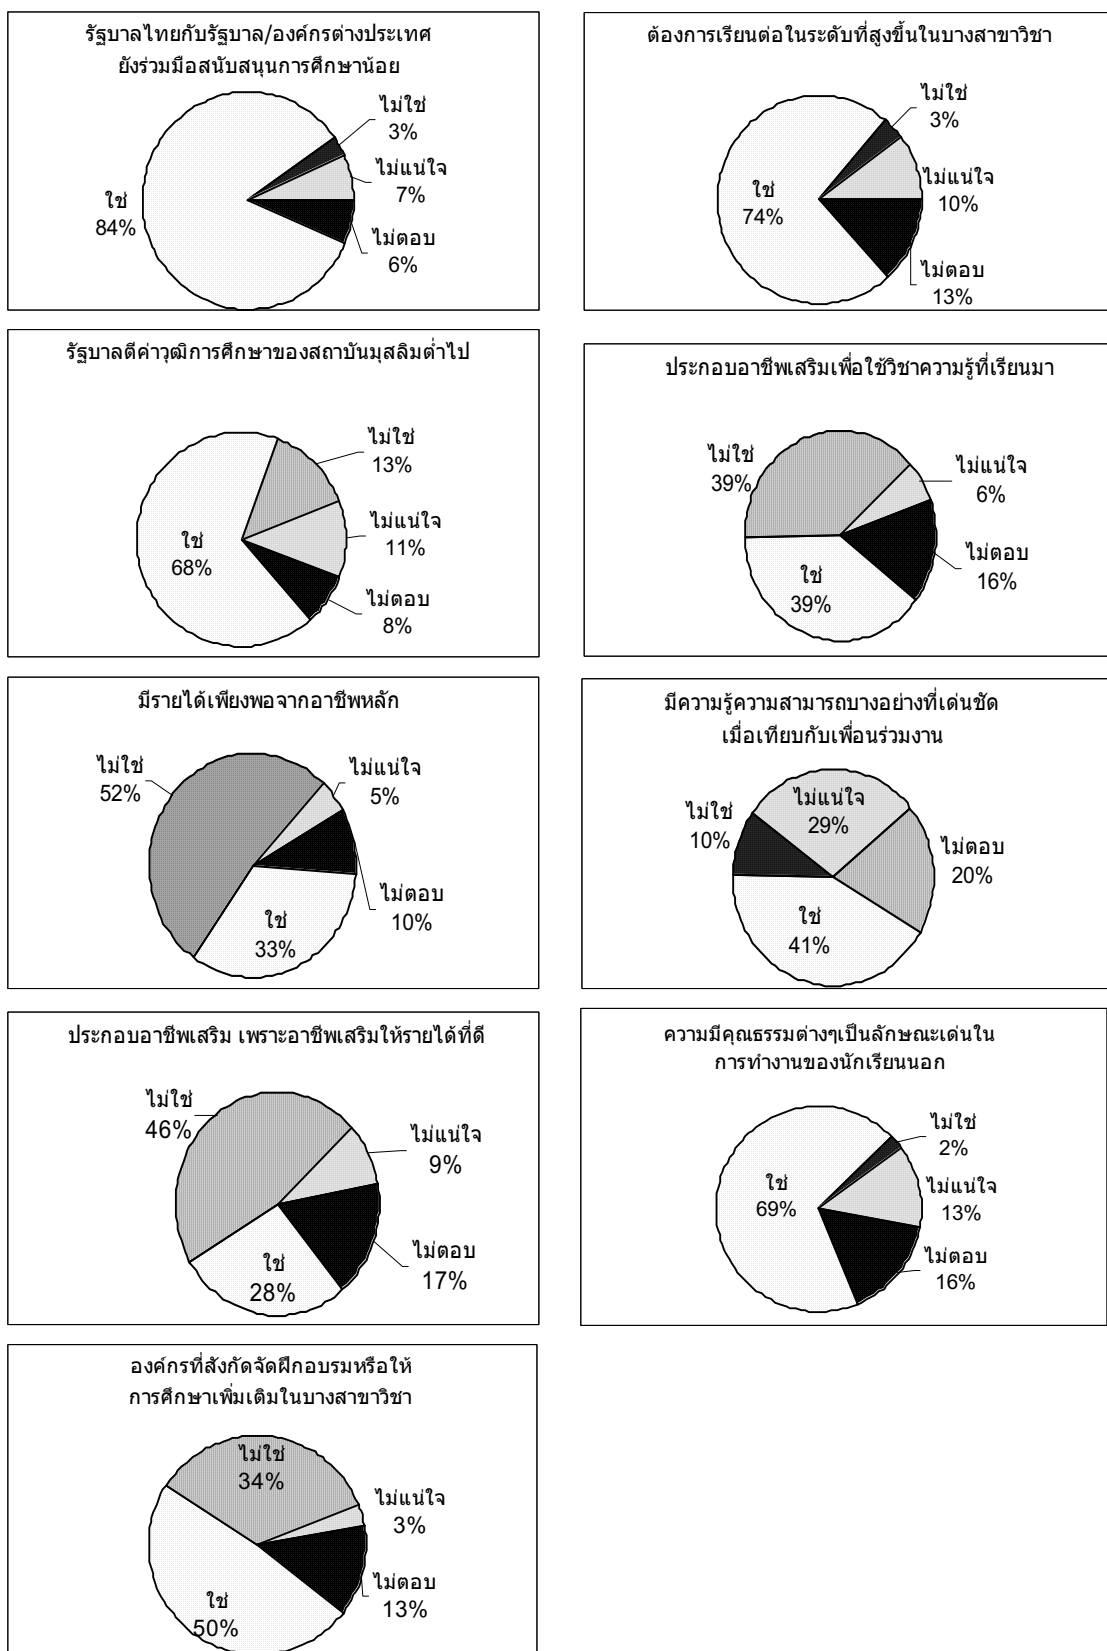 รัฐบาลไทยกับรัฐบาล/องค์กรต่างประเทศ
ยังร่วมมือสนับสนุนการศึกษาน้อย
ไม่ใช่
3%
ไม่แน่ใจ
7%
ใช่
84%
ไม่ตอบ
6%
ต้องการเรียนต่อในระดับที่สูงขึ้นในบางสาขาวิชา
ไม่ใช่
3%
ไม่แน่ใจ
10%
ใช่
74%
ไม่ตอบ
13%
รัฐบาลตีค่าวุฒิการศึกษาของสถาบันมุสลิมต่ำไป
ไม่ใช่
13%
ไม่แน่ใจ
11%
ใช่
68%
ไม่ตอบ
8%
ประกอบอาชีพเสริมเพื่อใช้วิชาความรู้ที่เรียนมา
ไม่ใช่
39%
ไม่แน่ใจ
6%
ไม่ตอบ
16%
ใช่
39%
มีรายได้เพียงพอจากอาชีพหลัก
ไม่ใช่
52%
ไม่แน่ใจ
5%
ไม่ตอบ
10%
ใช่
33%
มีความรู้ความสามารถบางอย่างที่เด่นชัด
เมื่อเทียบกับเพื่อนร่วมงาน
ไม่ใช่
10%
ไม่แน่ใจ
29%
ไม่ตอบ
20%
ใช่
41%
ประกอบอาชีพเสริม เพราะอาชีพเสริมให้รายได้ที่ดี
ไม่ใช่
46%
ไม่แน่ใจ
9%
ไม่ตอบ
17%
ใช่
28%
ความมีคุณธรรมต่างๆเป็นลักษณะเด่นใน
การทำงานของนักเรียนนอก
ไม่ใช่
2%
ไม่แน่ใจ
13%
ใช่
69%
ไม่ตอบ
16%
องค์กรที่สังกัดจัดฝึกอบรมหรือให้
การศึกษาเพิ่มเติมในบางสาขาวิชา
ไม่ใช่
34%
ไม่แน่ใจ
3%
ไม่ตอบ
13%
ใช่
50%